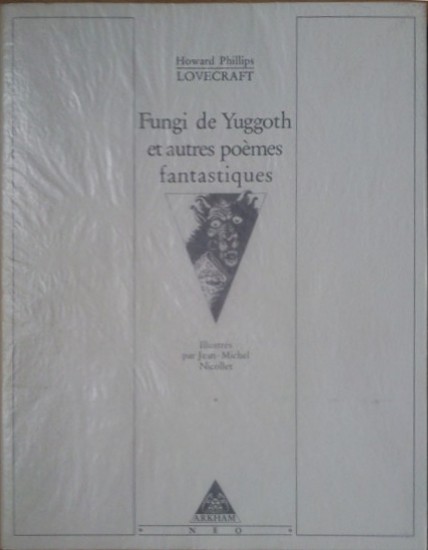 Howard Phillips
LOVECRAFT
Fungi de Yuggoth
et autres poèmes
fantastiques
Illustrés
par Jean-Michel
Nicollet
ARKHAM
NEO